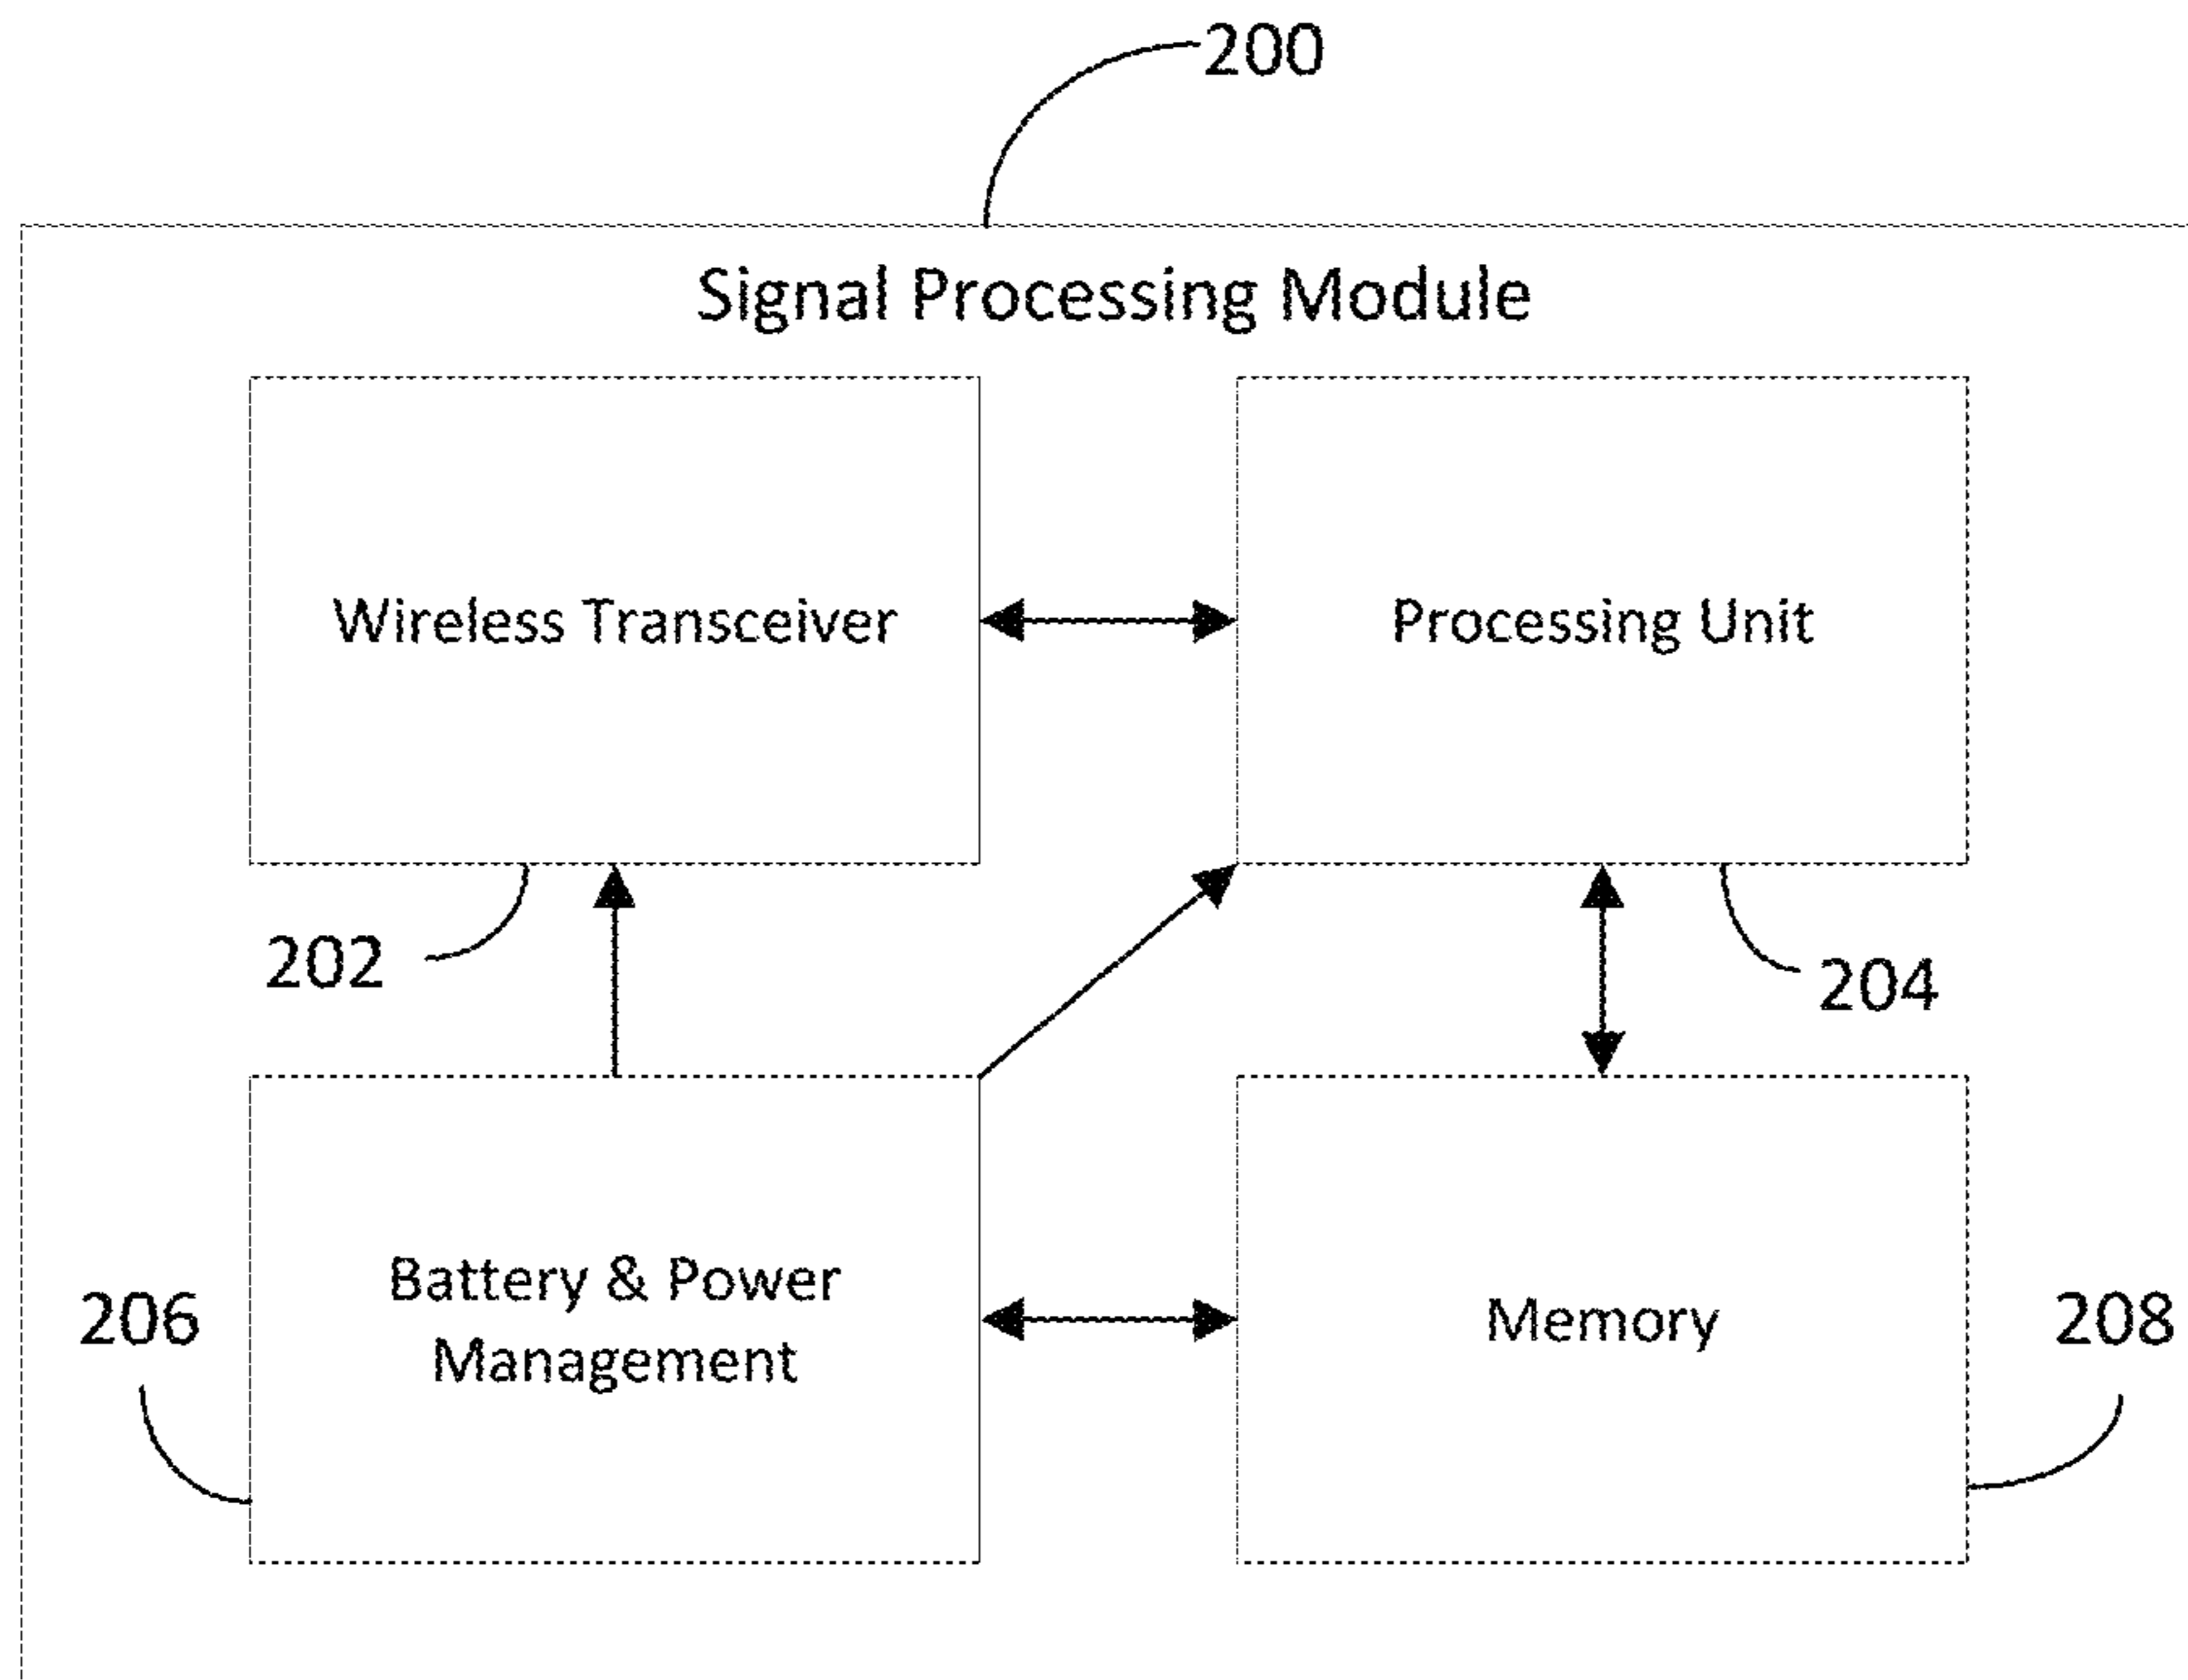 200
Signal Processing Module
Wireless Transceiver
Processing Unit
202
204
Battery & Power
Management
Memory
206
208